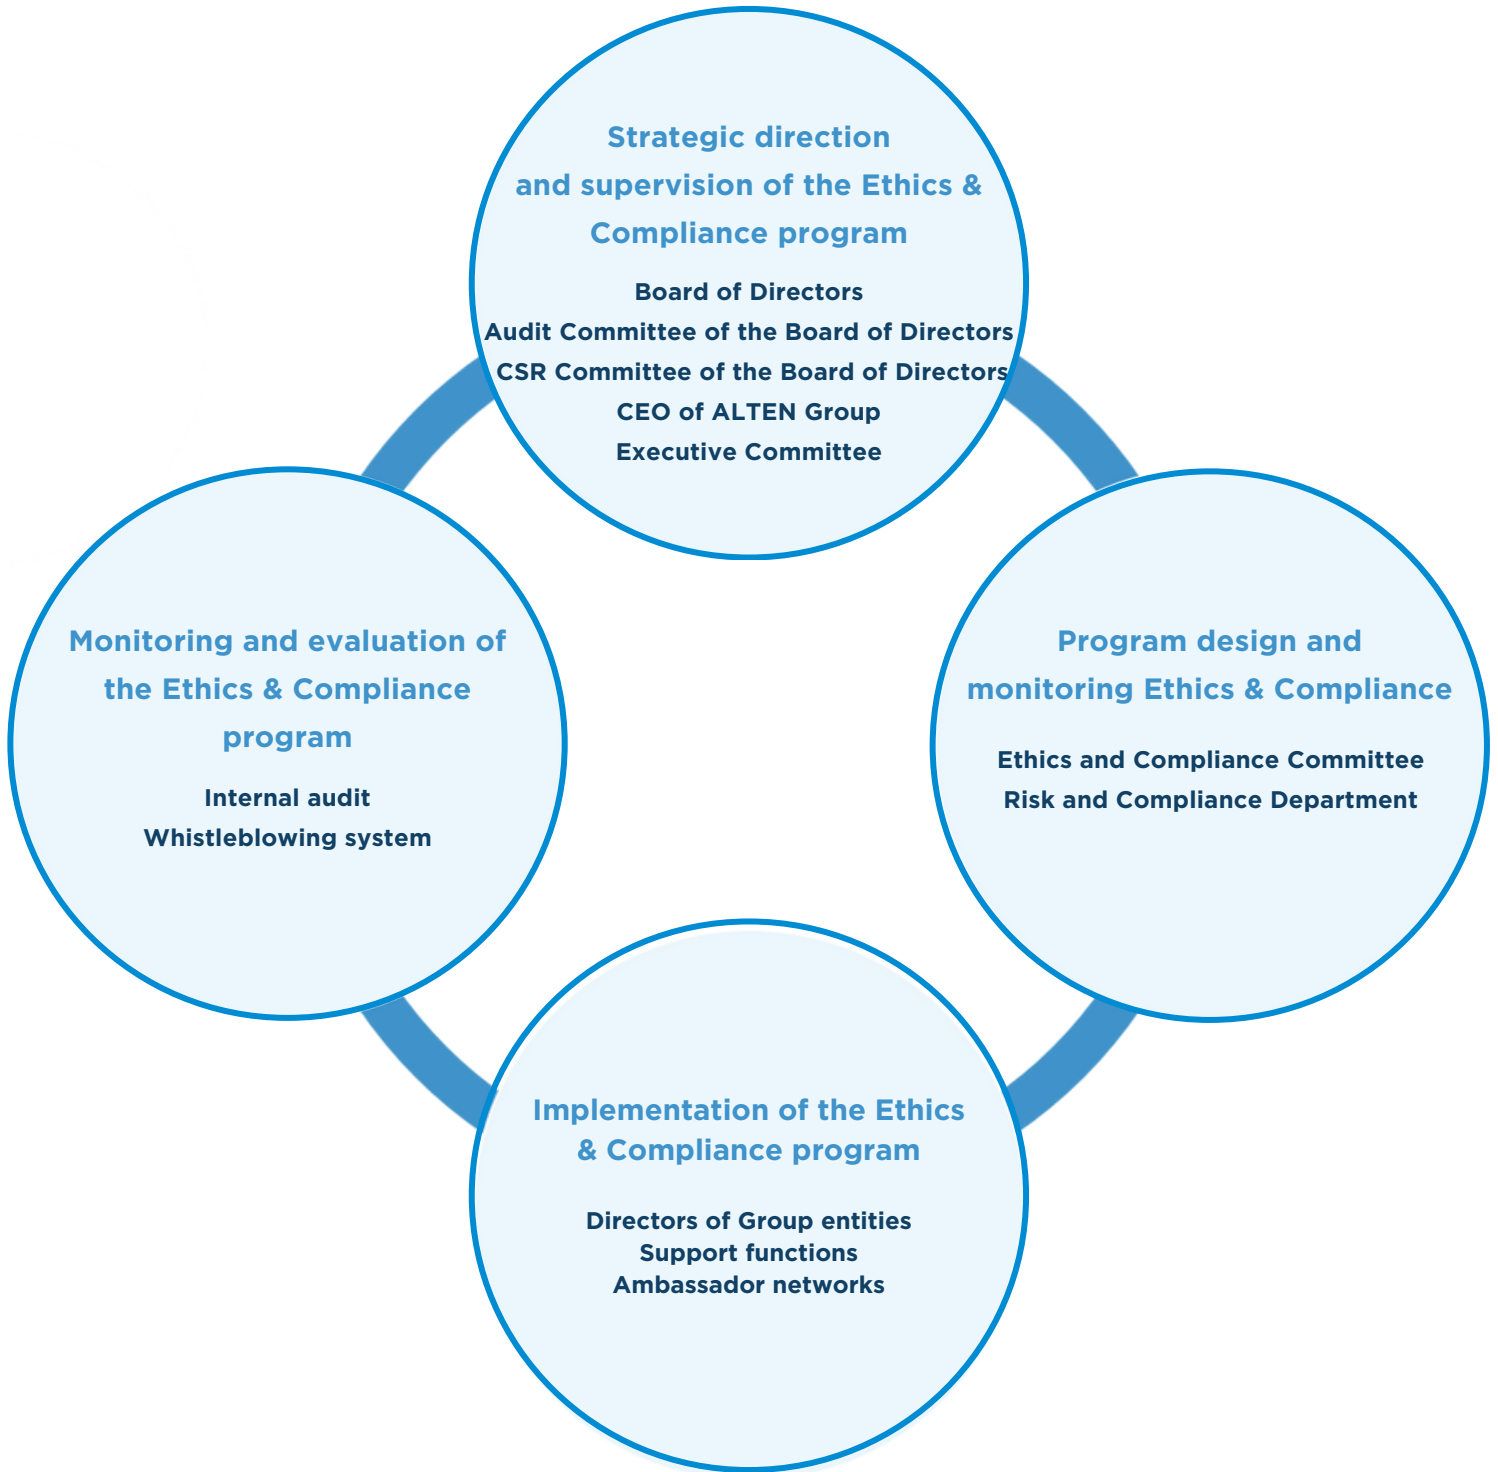 Strategic direction
and supervision of the Ethics &
Compliance program
Board of Directors
Audit Committee of the Board of Directors
CSR Committee of the Board of Directors
CEO of ALTEN Group
Executive Committee
Monitoring and evaluation of
the Ethics & Compliance
program
Internal audit
Whistleblowing system
Program design and
monitoring Ethics & Compliance
Ethics and Compliance Committee
Risk and Compliance Department
Implementation of the Ethics
& Compliance program
Directors of Group entities
Support functions
Ambassador networks